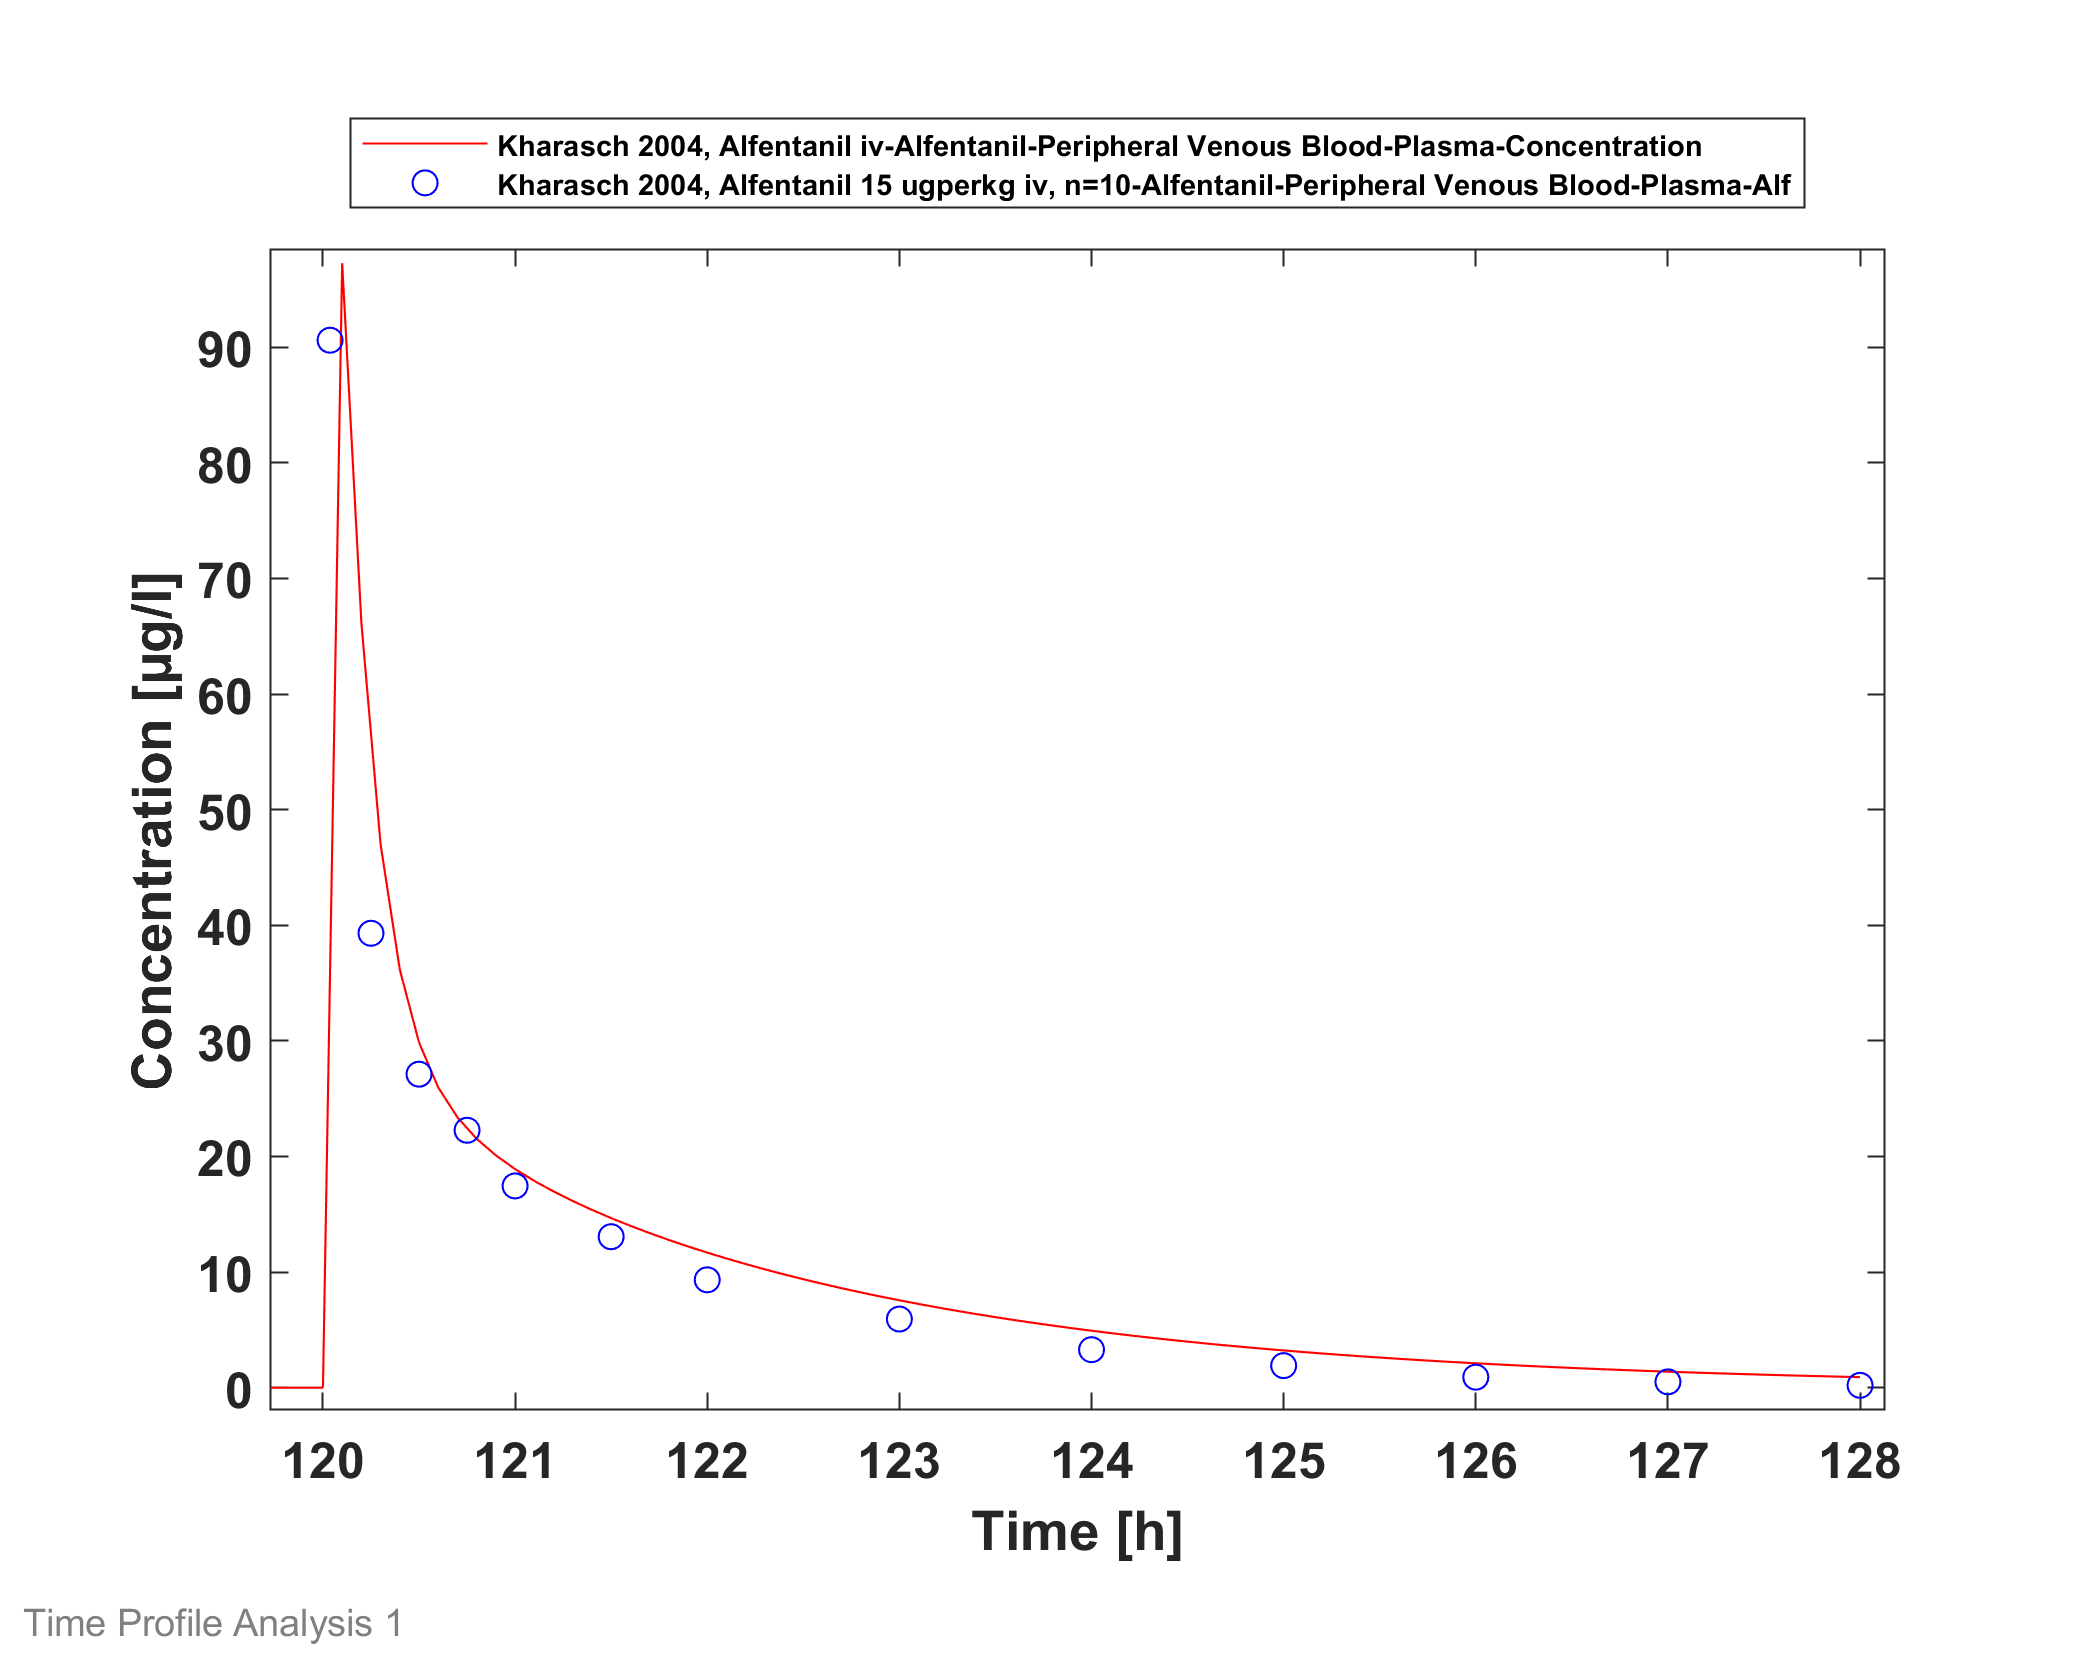 Kharasch 2004, Alfentanil iv-Alfentanil-Peripheral Venous Blood-Plasma-Concentration
Kharasch 2004, Alfentanil 15 ugperkg iv, n=10-Alfentanil-Peripheral Venous Blood-Plasma-Alf
90
80
70
60
50
40
30
20
10
0
Concentration [µg/l]
120 121 122 123 124 125 126 127 128
Time [h]
Time Profile Analysis 1